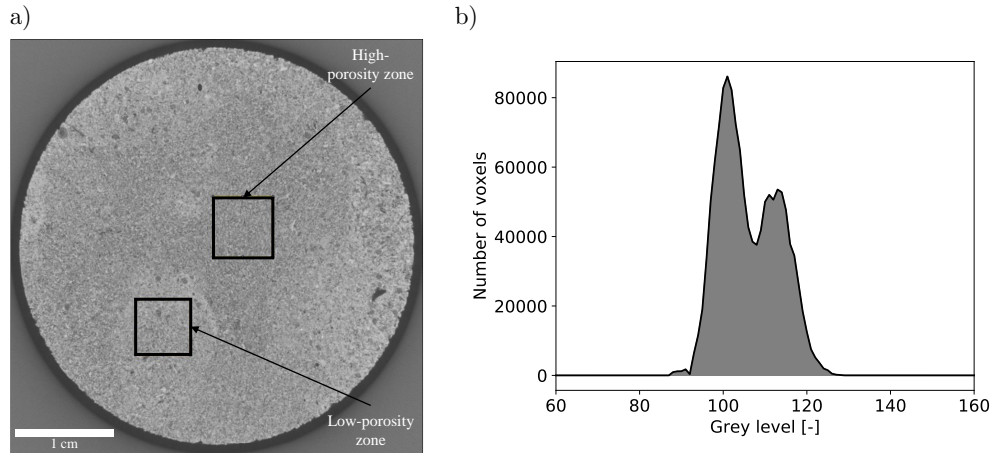 a)
High-
porosity zone
Low-porosity
zone
1 cm
b)
Number of voxels
80000
60000
40000
20000
0
60
80
100
120
140
160
Grey level [-]